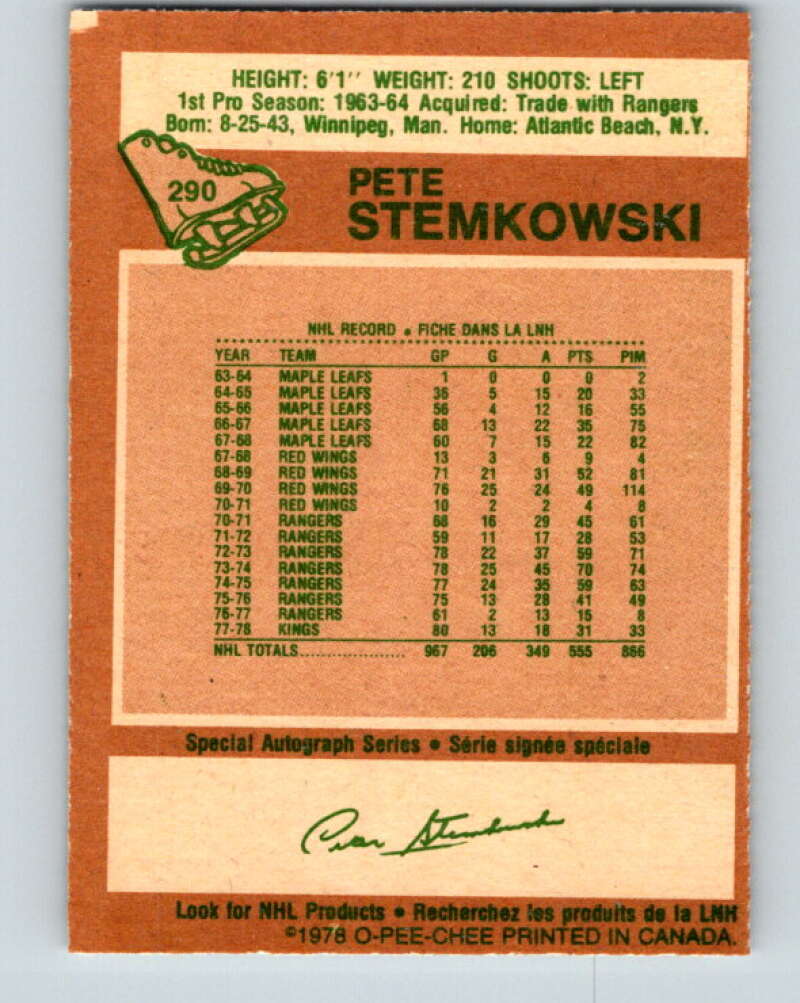 HEIGHT: 6'1'' WEIGHT: 210 SHOOTS: LEFT
1st Pro Season: 1963-64 Acquired: Trade with Rangers
Born: 8-25-43, Winnipeg, Man. Home: Atlantic Beach, N.Y.
290
PETE
STEMKOWSKI
NHL RECORD • FICHE DANS LA LNH
YEAR TEAM GP G A PTS PIM
63-64 MAPLE LEAFS 1 0 0 0 2
64-65 MAPLE LEAFS 36 5 15 20 33
65-66 MAPLE LEAFS 56 4 12 16 55
66-67 MAPLE LEAFS 68 13 22 35 75
67-68 MAPLE LEAFS 60 7 15 22 82
67-68 RED WINGS 13 3 6 9 4
68-69 RED WINGS 71 21 31 52 81
69-70 RED WINGS 76 25 24 49 114
70-71 RED WINGS 10 2 2 4 8
70-71 RANGERS 68 16 29 45 61
71-72 RANGERS 59 11 17 28 53
72-73 RANGERS 78 22 37 59 71
73-74 RANGERS 78 25 45 70 74
74-75 RANGERS 77 24 35 59 63
75-76 RANGERS 75 13 28 41 49
76-77 RANGERS 61 2 13 15 8
77-78 KINGS 80 13 18 31 33
NHL TOTALS.................... 967 206 349 555 866
Special Autograph Series • Série signée spéciale
Peter Stemkowski
Look for NHL Products • Recherchez les produits de la LNH
©1978 O-PEE-CHEE PRINTED IN CANADA.